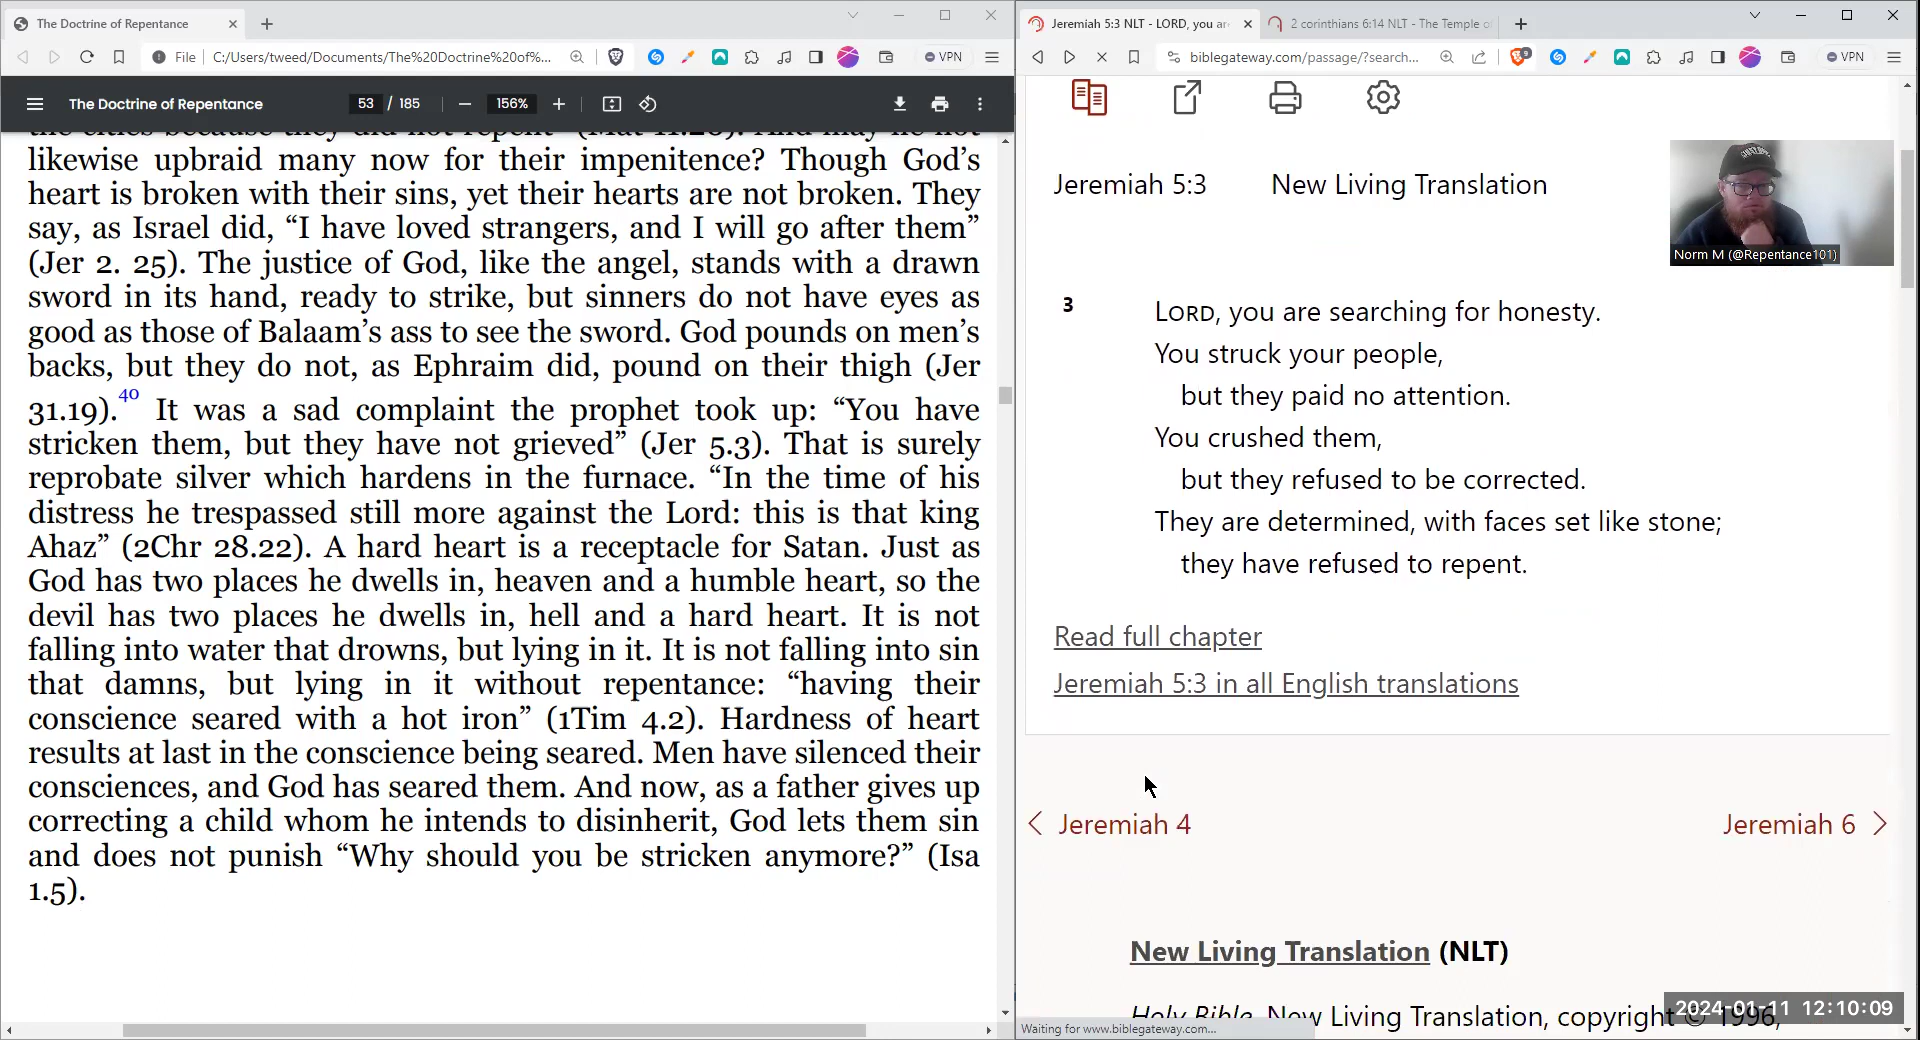 The Doctrine of Repentance
File
C:/Users/tweed/Documents/The%20Doctrine%20of%...
VPN
The Doctrine of Repentance
53 / 185
156%
likewise upbraid many now for their impenitence? Though God’s
heart is broken with their sins, yet their hearts are not broken. They
say, as Israel did, “I have loved strangers, and I will go after them”
(Jer 2. 25). The justice of God, like the angel, stands with a drawn
sword in its hand, ready to strike, but sinners do not have eyes as
good as those of Balaam’s ass to see the sword. God pounds on men’s
backs, but they do not, as Ephraim did, pound on their thigh (Jer
31.19).40 It was a sad complaint the prophet took up: “You have
stricken them, but they have not grieved” (Jer 5.3). That is surely
reprobate silver which hardens in the furnace. “In the time of his
distress he trespassed still more against the Lord: this is that king
Ahaz” (2Chr 28.22). A hard heart is a receptacle for Satan. Just as
God has two places he dwells in, heaven and a humble heart, so the
devil has two places he dwells in, hell and a hard heart. It is not
falling into water that drowns, but lying in it. It is not falling into sin
that damns, but lying in it without repentance: “having their
conscience seared with a hot iron” (1Tim 4.2). Hardness of heart
results at last in the conscience being seared. Men have silenced their
consciences, and God has seared them. And now, as a father gives up
correcting a child whom he intends to disinherit, God lets them sin
and does not punish “Why should you be stricken anymore?” (Isa
1.5).
Jeremiah 5:3 NLT - LORD, you ar
2 corinthians 6:14 NLT - The Temple o
biblegateway.com/passage/?search...
9
VPN
Jeremiah 5:3
New Living Translation
Norm M (@Repentance101)
3
LORD, you are searching for honesty.
You struck your people,
but they paid no attention.
You crushed them,
but they refused to be corrected.
They are determined, with faces set like stone;
they have refused to repent.
Read full chapter
Jeremiah 5:3 in all English translations
Jeremiah 4
Jeremiah 6
New Living Translation (NLT)
Holy Bible, New Living Translation, copyright © 1996,
2024-01-11 12:10:09
Waiting for www.biblegateway.com...